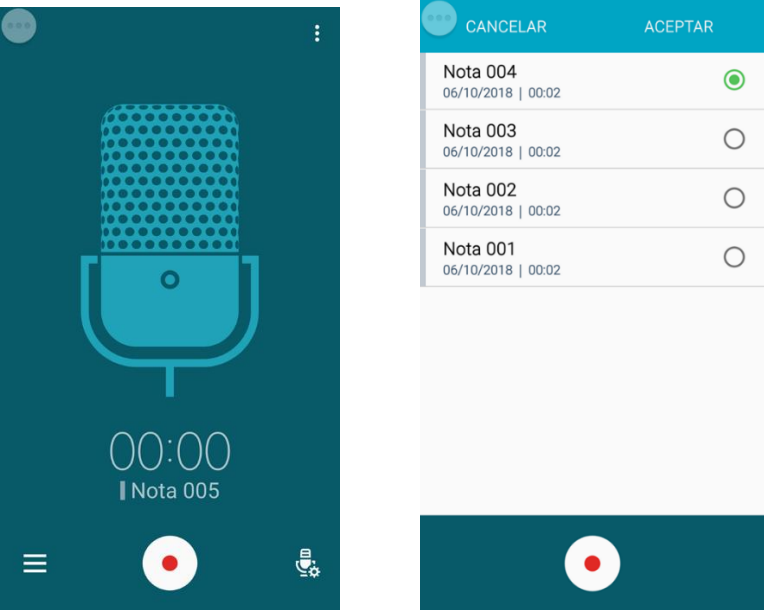 00:00
Nota 005
CANCELAR ACEPTAR
Nota 004
06/10/2018 | 00:02
Nota 003
06/10/2018 | 00:02
Nota 002
06/10/2018 | 00:02
Nota 001
06/10/2018 | 00:02